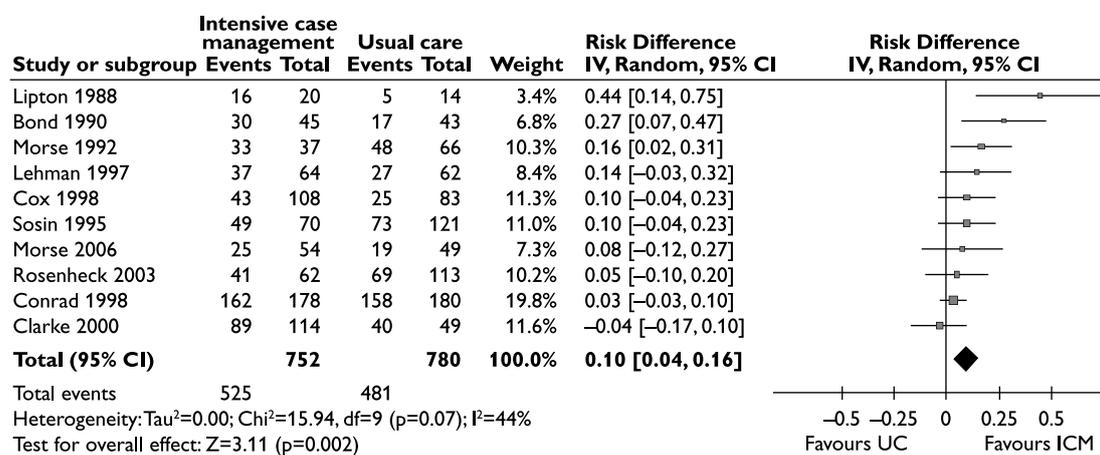 Intensive case
management Usual care Risk Difference Risk Difference
Study or subgroup Events Total Events Total Weight IV, Random, 95% CI IV, Random, 95% CI
Lipton 1988 16 20 5 14 3.4% 0.44 [0.14, 0.75]
Bond 1990 30 45 17 43 6.8% 0.27 [0.07, 0.47]
Morse 1992 33 37 48 66 10.3% 0.16 [0.02, 0.31]
Lehman 1997 37 64 27 62 8.4% 0.14 [–0.03, 0.32]
Cox 1998 43 108 25 83 11.3% 0.10 [–0.04, 0.23]
Sosin 1995 49 70 73 121 11.0% 0.10 [–0.04, 0.23]
Morse 2006 25 54 19 49 7.3% 0.08 [–0.12, 0.27]
Rosenheck 2003 41 62 69 113 10.2% 0.05 [–0.10, 0.20]
Conrad 1998 162 178 158 180 19.8% 0.03 [–0.03, 0.10]
Clarke 2000 89 114 40 49 11.6% –0.04 [–0.17, 0.10]
Total (95% CI) 752 780 100.0% 0.10 [0.04, 0.16]
Total events 525 481
Heterogeneity: Tau²=0.00; Chi²=15.94, df=9 (p=0.07); I²=44%
Test for overall effect: Z=3.11 (p=0.002)
–0.5 –0.25 0 0.25 0.5
Favours UC Favours ICM